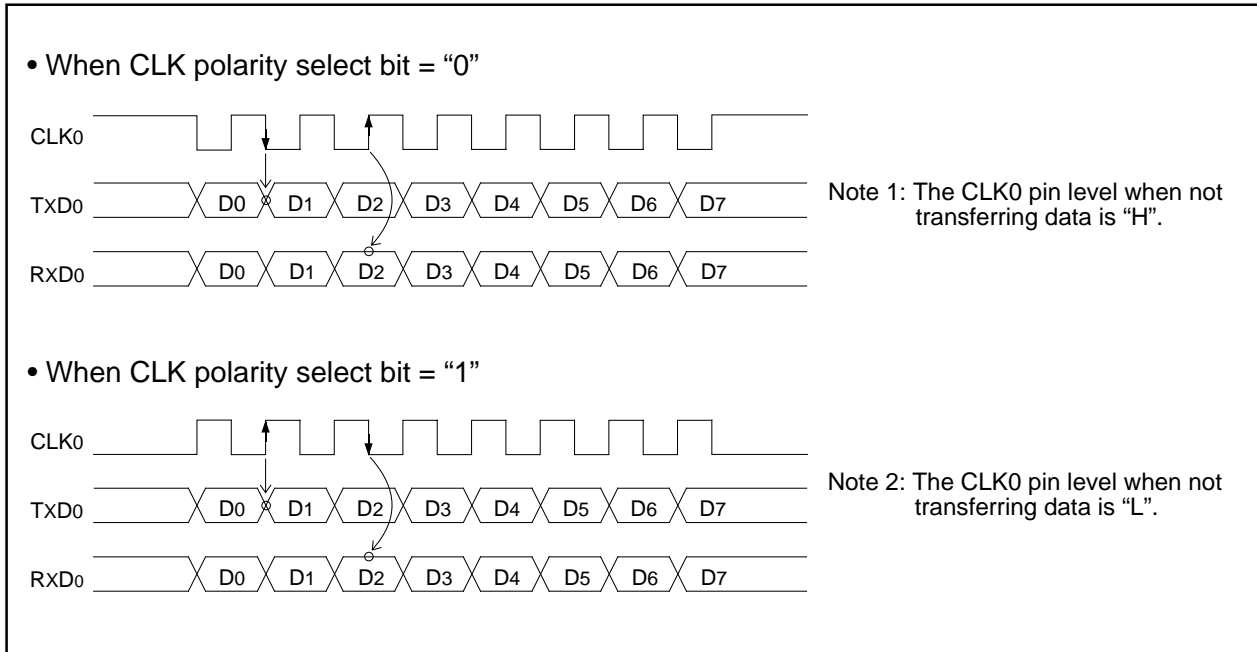 • When CLK polarity select bit = “0”
CLK0
TXD0 D0 D1 D2 D3 D4 D5 D6 D7
RXD0 D0 D1 D2 D3 D4 D5 D6 D7
Note 1: The CLK0 pin level when not
transferring data is “H”.
• When CLK polarity select bit = “1”
CLK0
TXD0 D0 D1 D2 D3 D4 D5 D6 D7
RXD0 D0 D1 D2 D3 D4 D5 D6 D7
Note 2: The CLK0 pin level when not
transferring data is “L”.